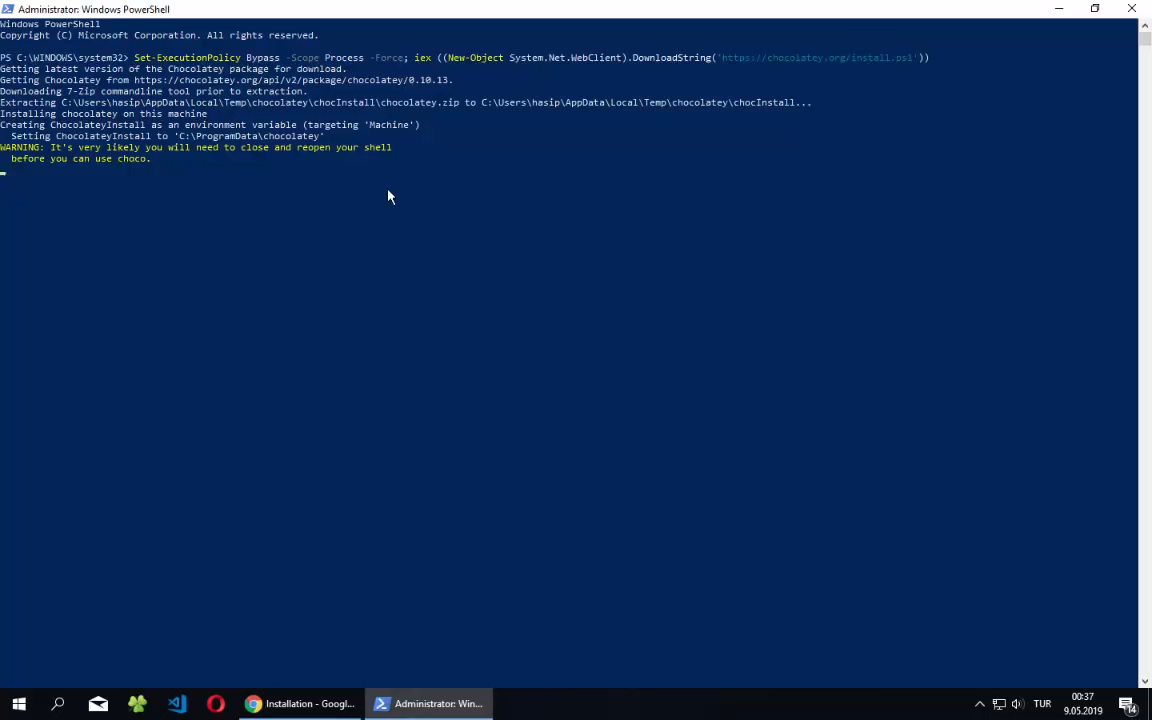 Administrator: Windows PowerShell
Windows PowerShell
Copyright (C) Microsoft Corporation. All rights reserved.
PS C:\WINDOWS\system32> Set-ExecutionPolicy Bypass -Scope Process -Force; iex ((New-Object System.Net.WebClient).DownloadString('https://chocolatey.org/install.ps1'))
Getting latest version of the Chocolatey package for download.
Getting Chocolatey from https://chocolatey.org/api/v2/package/chocolatey/0.10.13.
Downloading 7-Zip commandline tool prior to extraction.
Extracting C:\Users\hasip\AppData\Local\Temp\chocolatey\chocInstall\chocolatey.zip to C:\Users\hasip\AppData\Local\Temp\chocolatey\chocInstall...
Installing chocolatey on this machine
Creating ChocolateyInstall as an environment variable (targeting 'Machine')
  Setting ChocolateyInstall to 'C:\ProgramData\chocolatey'
WARNING: It's very likely you will need to close and reopen your shell
  before you can use choco.
Installation - Googl...
Administrator: Win...
TUR
00:37
9.05.2019
14